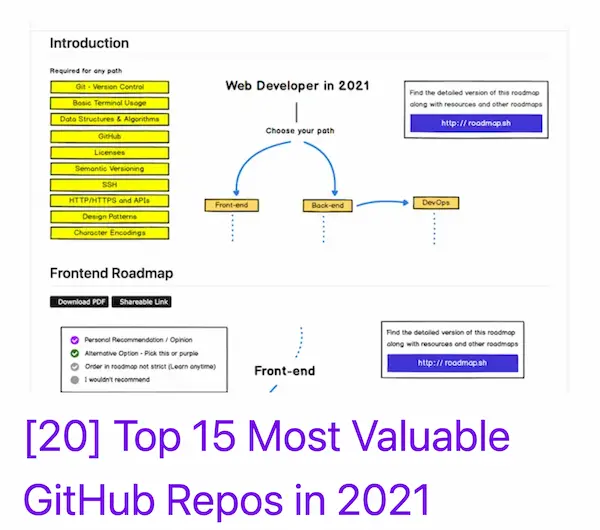 Introduction
Required for any path
Git - Version Control
Basic Terminal Usage
Data Structures & Algorithms
GitHub
Licenses
Semantic Versioning
SSH
HTTP/HTTPS and APIs
Design Patterns
Character Encodings
Web Developer in 2021
Choose your path
Front-end
Back-end
DevOps
Find the detailed version of this roadmap
along with resources and other roadmaps
http:// roadmap.sh
Frontend Roadmap
Download PDF
Shareable Link
Personal Recommendation / Opinion
Alternative Option - Pick this or purple
Order in roadmap not strict (Learn anytime)
I wouldn't recommend
Front-end
Find the detailed version of this roadmap
along with resources and other roadmaps
http:// roadmap.sh
[20] Top 15 Most Valuable
GitHub Repos in 2021